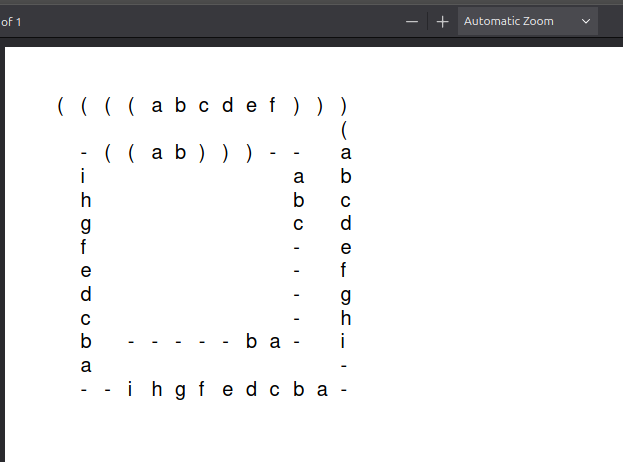 of 1
— + Automatic Zoom
( ( ( ( a b c d e f ) ) )
(
- ( ( a b ) ) ) - - a
i a b
h b c
g c d
f - e
e - f
d - g
c - h
b - - - - - b a - i
a -
- - i h g f e d c b a -